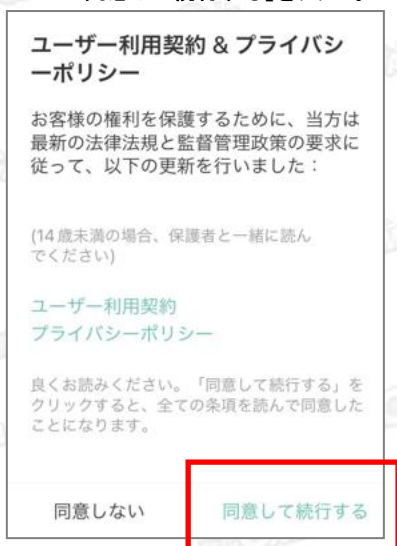 ユーザー利用契約 & プライバシ
ーポリシー
お客様の権利を保護するために、当方は
最新の法律法規と監督管理政策の要求に
従って、以下の更新を行いました：
(14歳未満の場合、保護者と一緒に読ん
でください)
ユーザー利用契約
プライバシーポリシー
良くお読みください。「同意して続行する」を
クリックすると、全ての条項を読んで同意した
ことになります。
同意しない
同意して続行する